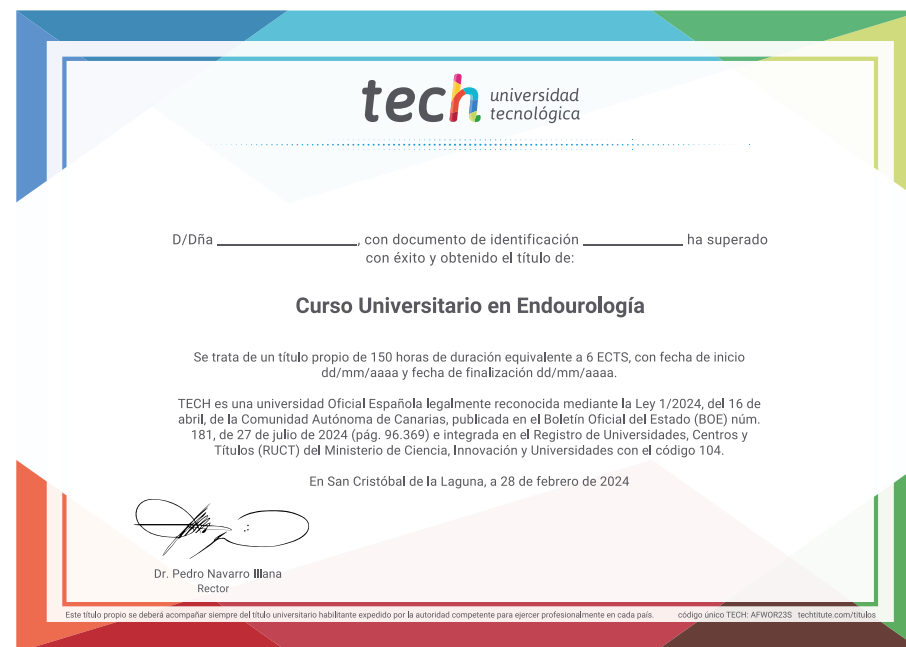 tech universidad
tecnológica
D/Dña ______________, con documento de identificación __________ ha superado
con éxito y obtenido el título de:
Curso Universitario en Endourología
Se trata de un título propio de 150 horas de duración equivalente a 6 ECTS, con fecha de inicio
dd/mm/aaaa y fecha de finalización dd/mm/aaaa.
TECH es una universidad Oficial Española legalmente reconocida mediante la Ley 1/2024, del 16 de
abril, de la Comunidad Autónoma de Canarias, publicada en el Boletín Oficial del Estado (BOE) núm.
181, de 27 de julio de 2024 (pág. 96.369) e integrada en el Registro de Universidades, Centros y
Títulos (RUCT) del Ministerio de Ciencia, Innovación y Universidades con el código 104.
En San Cristóbal de la Laguna, a 28 de febrero de 2024
Dr. Pedro Navarro Illana
Rector
Este título propio se deberá acompañar siempre del título universitario habilitante expedido por la autoridad competente para ejercer profesionalmente en cada país. código único TECH: AFWOR23S techtitute.com/titulos